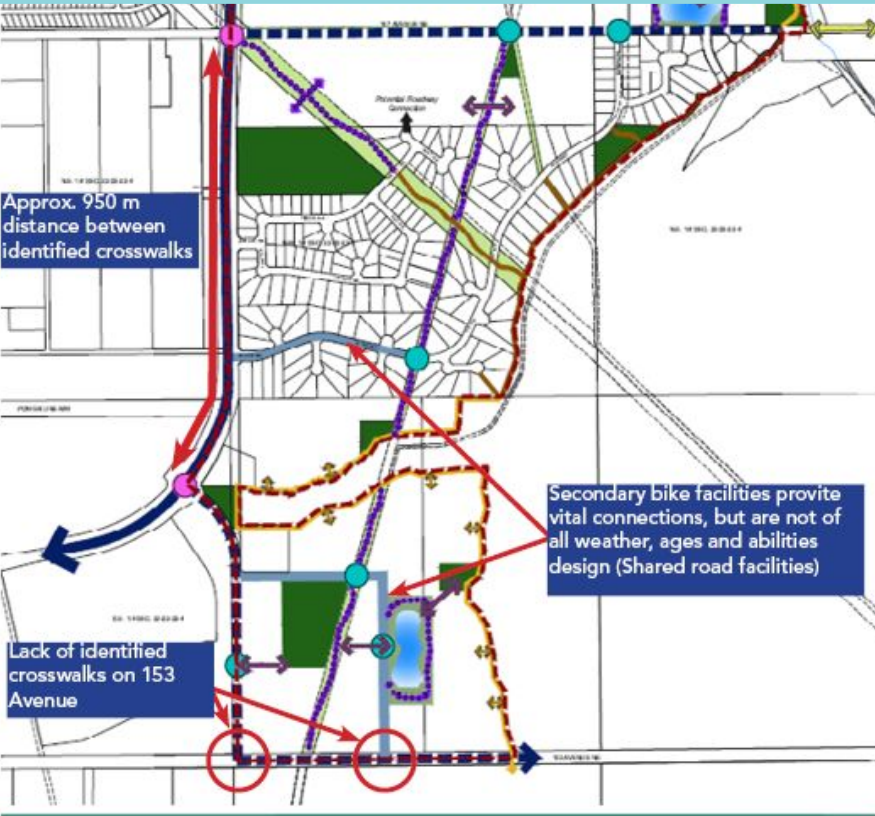 Potential Roadway
Connection
Approx. 950 m
distance between
identified crosswalks
Secondary bike facilities provite
vital connections, but are not of
all weather, ages and abilities
design (Shared road facilities)
Lack of identified
crosswalks on 153
Avenue